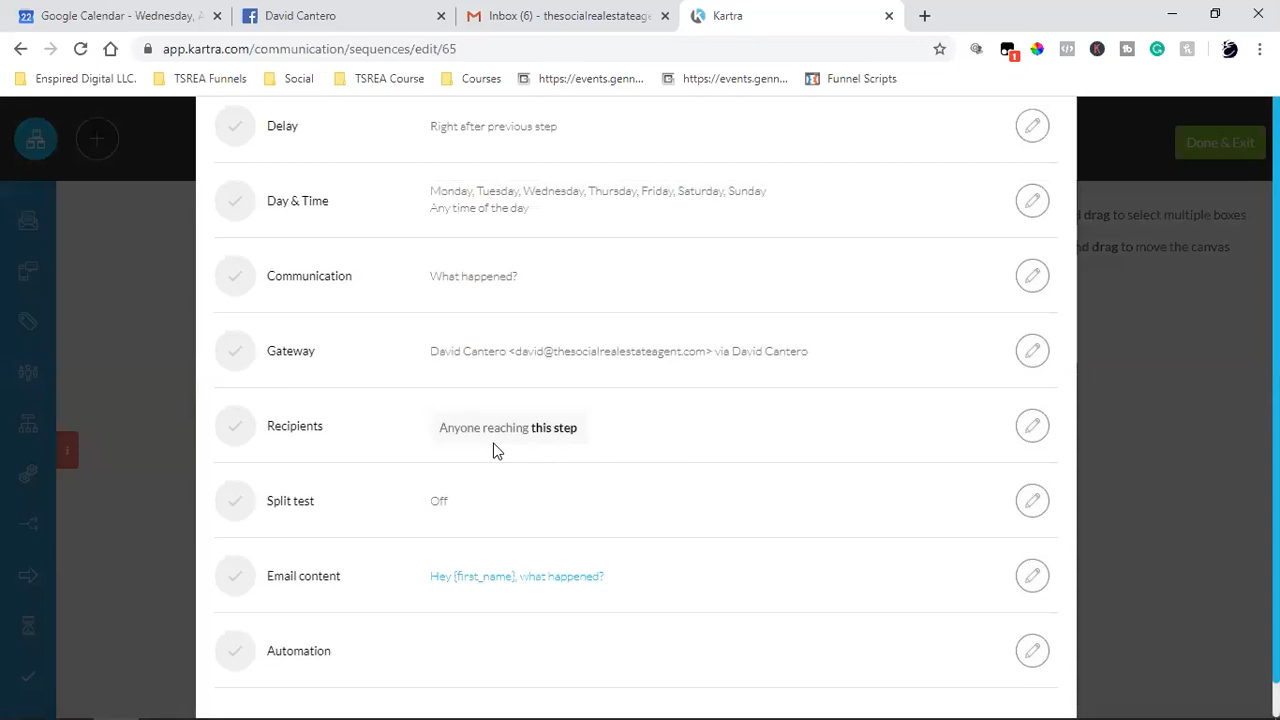 Google Calendar - Wednesday, A
David Cantero
Inbox (6) - thesocialrealestateag
Kartra
app.kartra.com/communication/sequences/edit/65
Enspired Digital LLC.
TSREA Funnels
Social
TSREA Course
Courses
https://events.genn...
https://events.genn...
Funnel Scripts
Delay
Right after previous step
Done & Exit
Day & Time
Monday, Tuesday, Wednesday, Thursday, Friday, Saturday, Sunday
Any time of the day
d drag to select multiple boxes
nd drag to move the canvas
Communication
What happened?
Gateway
David Cantero <david@thesocialrealestateagent.com> via David Cantero
Recipients
Anyone reaching this step
Split test
Off
Email content
Hey {first_name}, what happened?
Automation